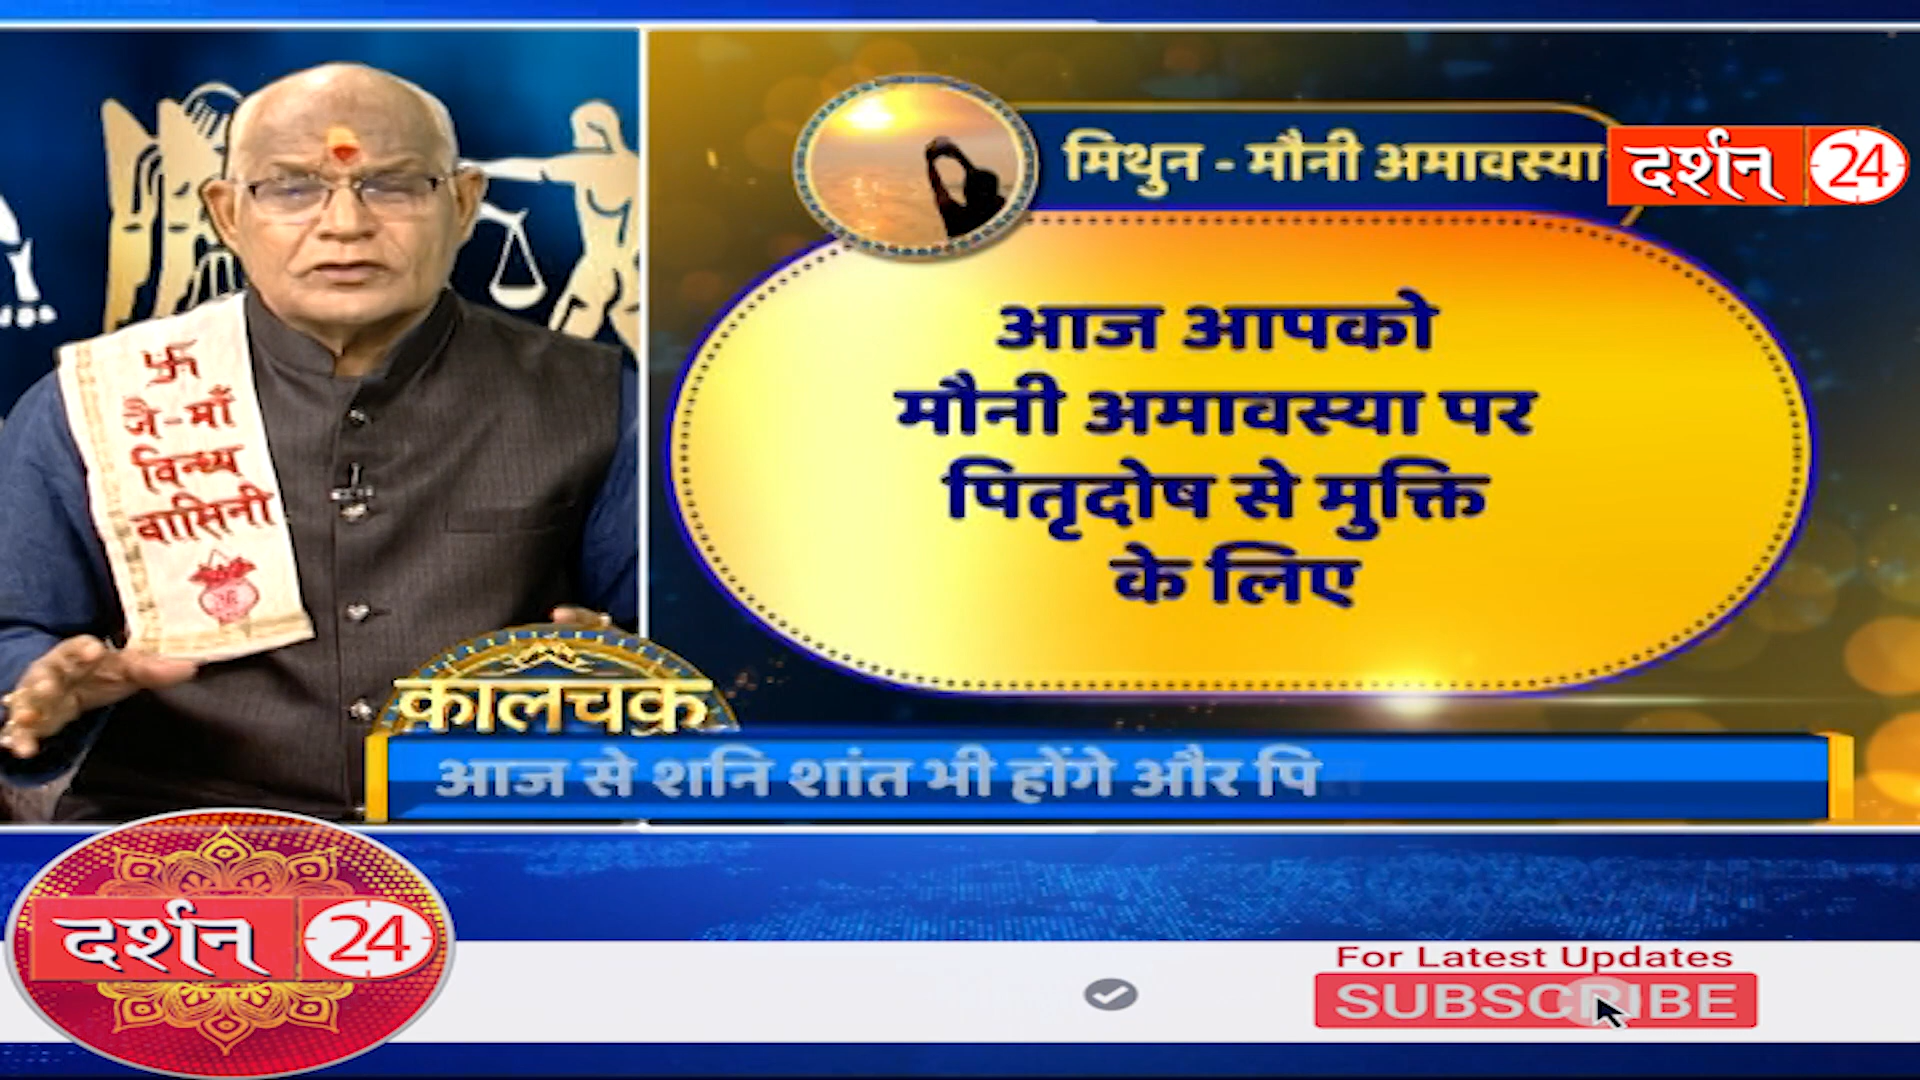 मिथुन - मौनी अमावस्या
दर्शन 24
आज आपको
मौनी अमावस्या पर
पितृदोष से मुक्ति
के लिए
जै-माँ
विन्ध्य
वासिनी
कालचक्र
आज से शनि शांत भी होंगे और पि
दर्शन 24
For Latest Updates
SUBSCRIBE